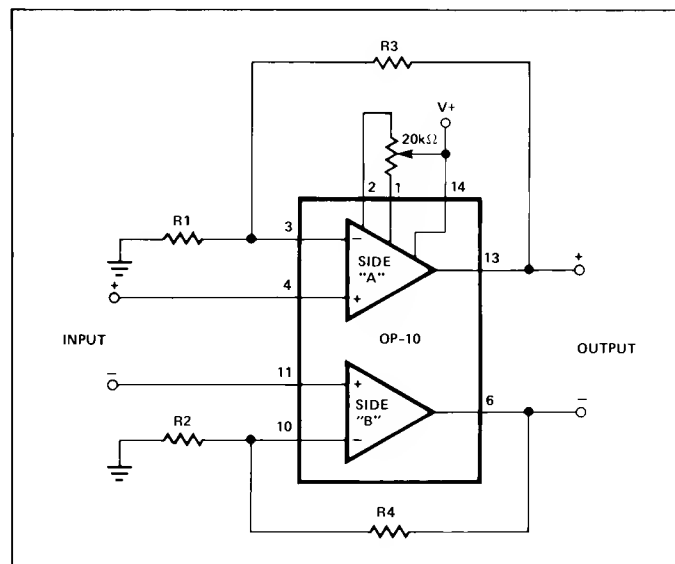 R3
V+
20kΩ
2 1 14
R1 3 − SIDE "A" 13 +
+ 4 +
INPUT OP-10 OUTPUT
− 11 + 6 −
R2 10 − SIDE "B"
R4